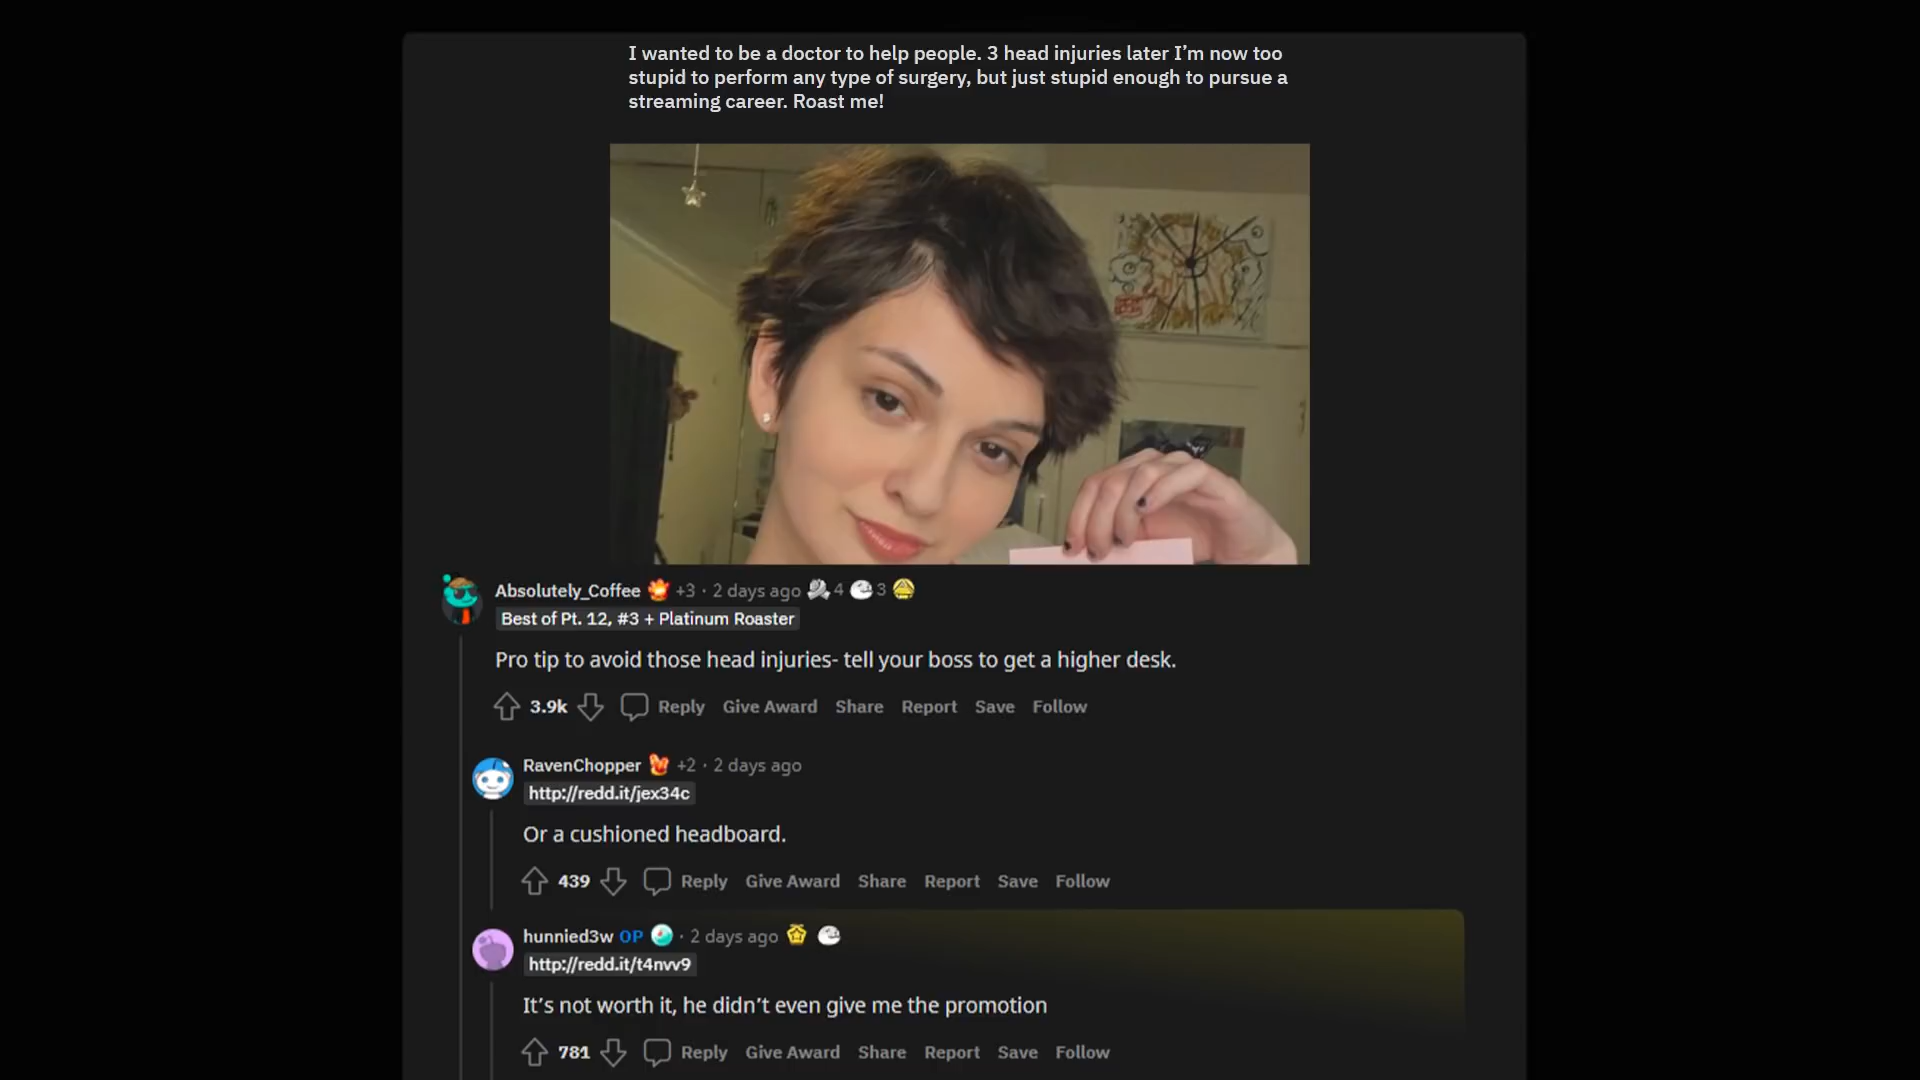 I wanted to be a doctor to help people. 3 head injuries later I’m now too
stupid to perform any type of surgery, but just stupid enough to pursue a
streaming career. Roast me!
Absolutely_Coffee +3 · 2 days ago 4 3
Best of Pt. 12, #3 + Platinum Roaster
Pro tip to avoid those head injuries- tell your boss to get a higher desk.
3.9k Reply Give Award Share Report Save Follow
RavenChopper +2 · 2 days ago
http://redd.it/jex34c
Or a cushioned headboard.
439 Reply Give Award Share Report Save Follow
hunnied3w OP · 2 days ago
http://redd.it/t4nvv9
It’s not worth it, he didn’t even give me the promotion
781 Reply Give Award Share Report Save Follow